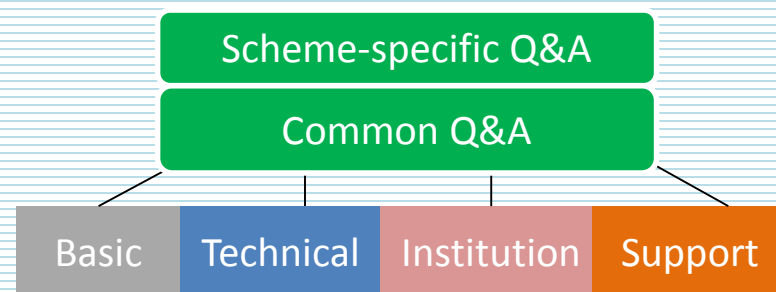 Scheme-specific Q&A
Common Q&A
Basic Technical Institution Support